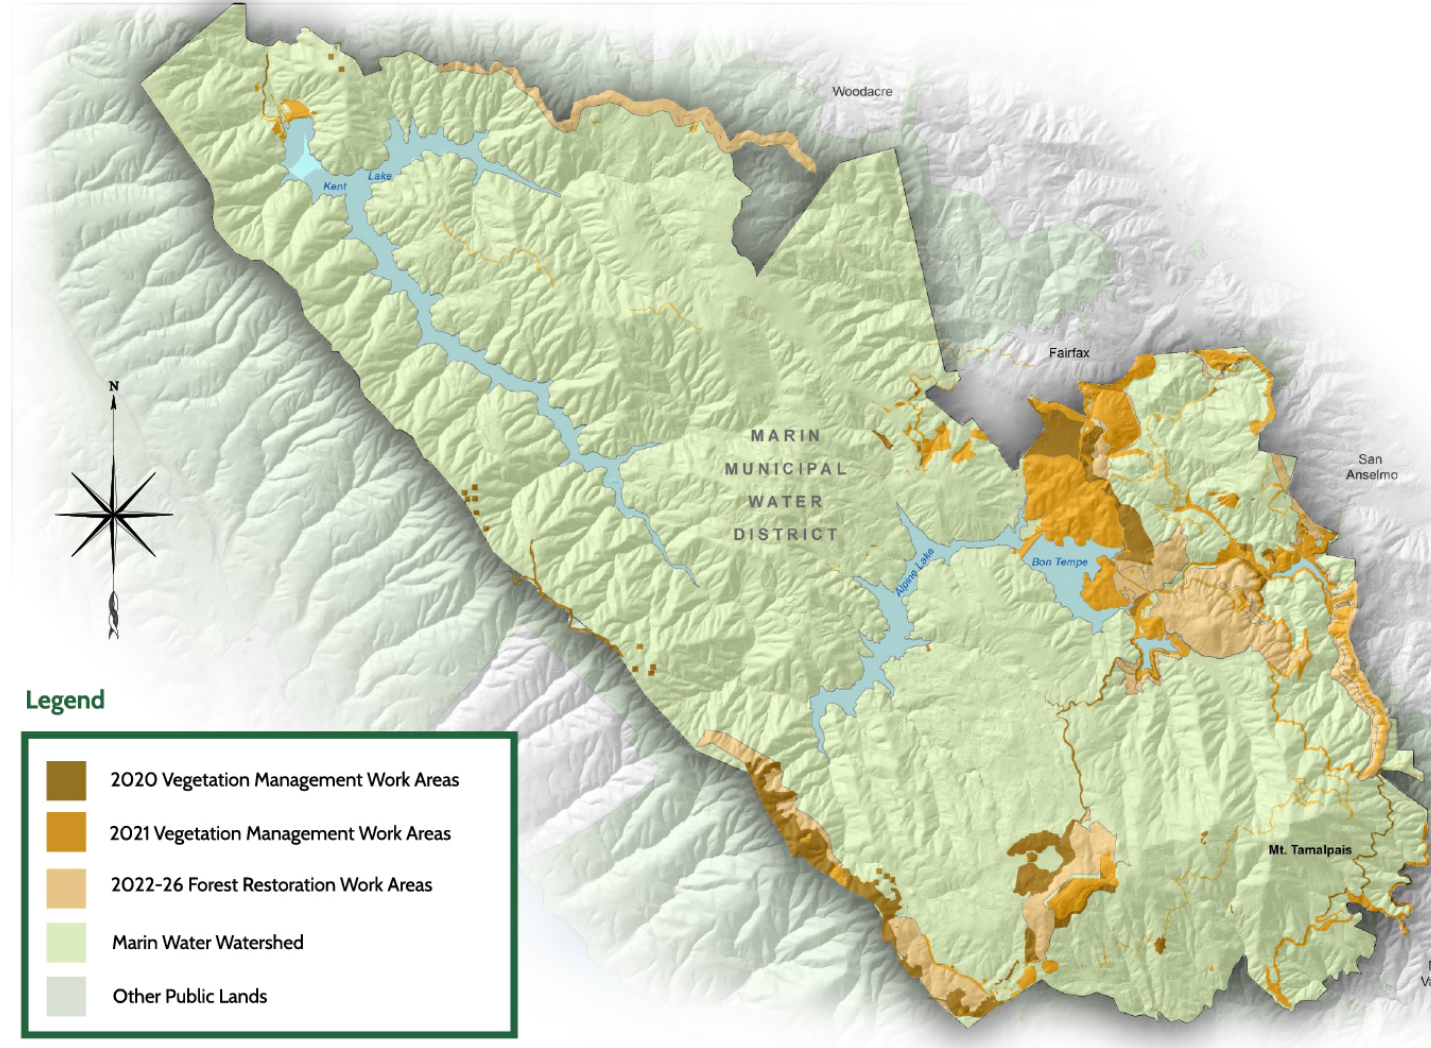 Woodacre
Kent
Lake
Fairfax
N
MARIN
MUNICIPAL
WATER
DISTRICT
San
Anselmo
Alpine Lake
Bon Tempe
Legend
2020 Vegetation Management Work Areas
2021 Vegetation Management Work Areas
2022-26 Forest Restoration Work Areas
Marin Water Watershed
Other Public Lands
Mt. Tamalpais